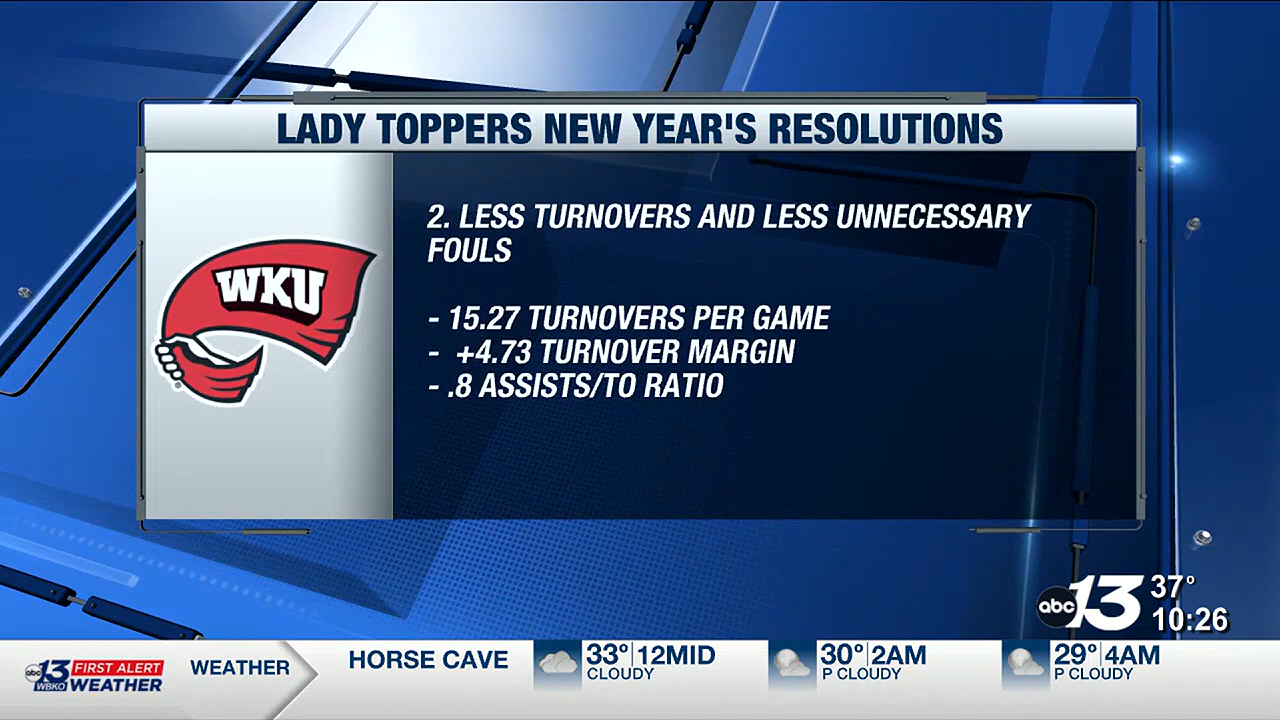 LADY TOPPERS NEW YEAR'S RESOLUTIONS
WKU
®
2. LESS TURNOVERS AND LESS UNNECESSARY
FOULS
- 15.27 TURNOVERS PER GAME
- +4.73 TURNOVER MARGIN
- .8 ASSISTS/TO RATIO
abc 13
37°
10:26
abc 13 WBKO FIRST ALERT WEATHER
WEATHER
HORSE CAVE
33° 12MID
CLOUDY
30° 2AM
P CLOUDY
29° 4AM
P CLOUDY